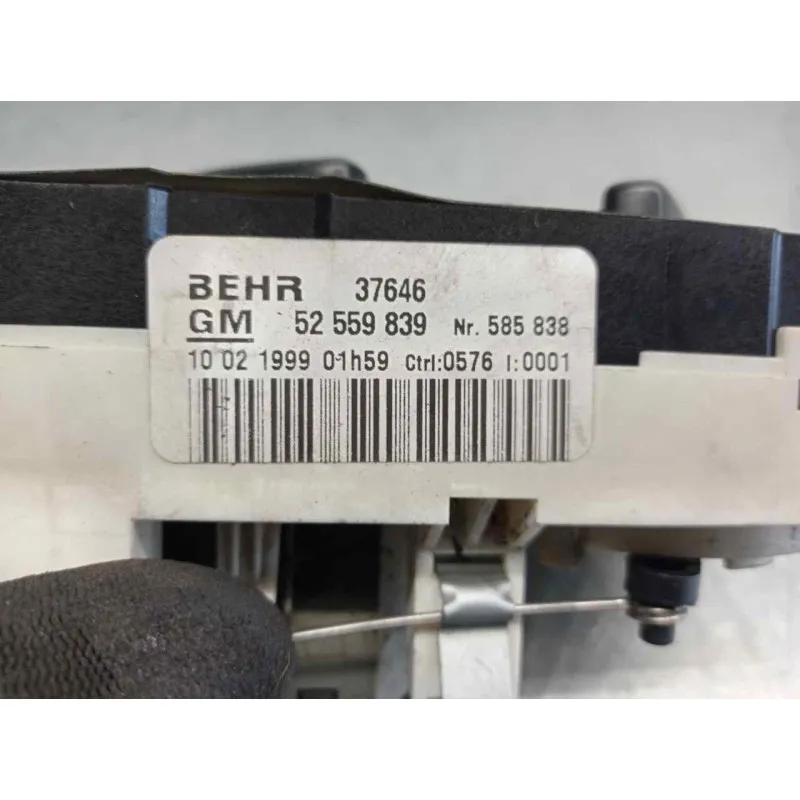 BEHR 37646
GM 52 559 839 Nr. 585 838
10 02 1999 01h59 Ctrl:0576 I:0001